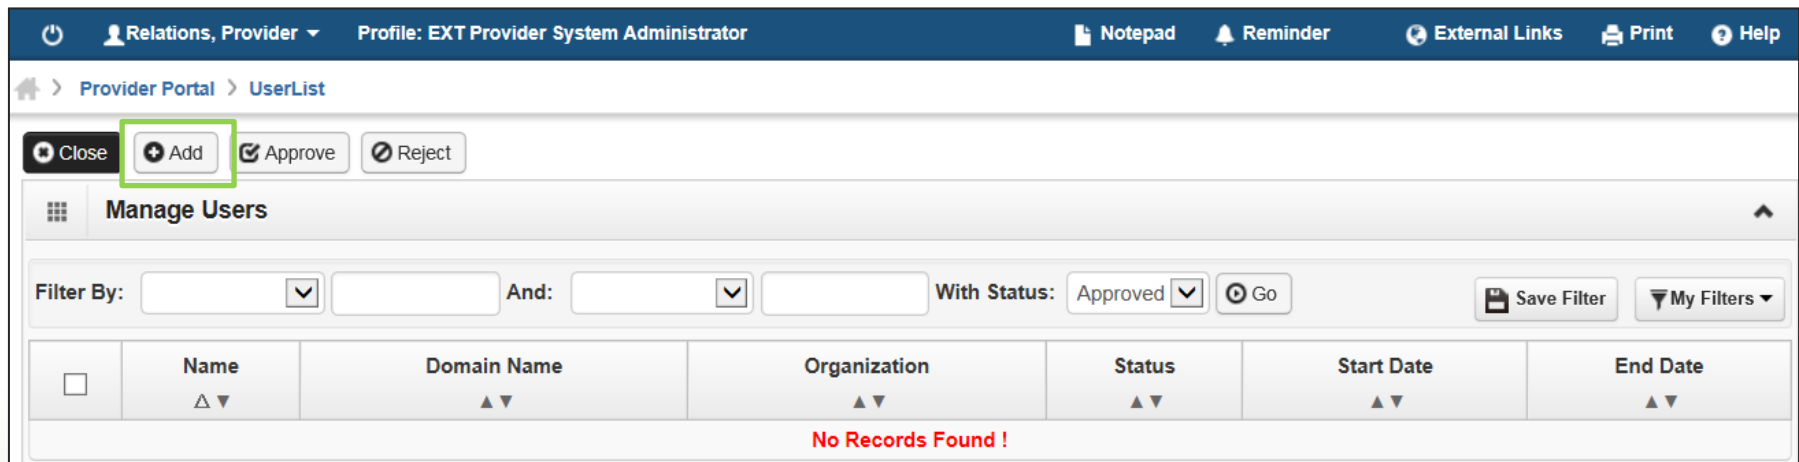 Relations, Provider Profile: EXT Provider System Administrator Notepad Reminder External Links Print Help
Provider Portal > UserList
Close Add Approve Reject
Manage Users
Filter By: And: With Status: Approved Go Save Filter My Filters
Name Domain Name Organization Status Start Date End Date
No Records Found !